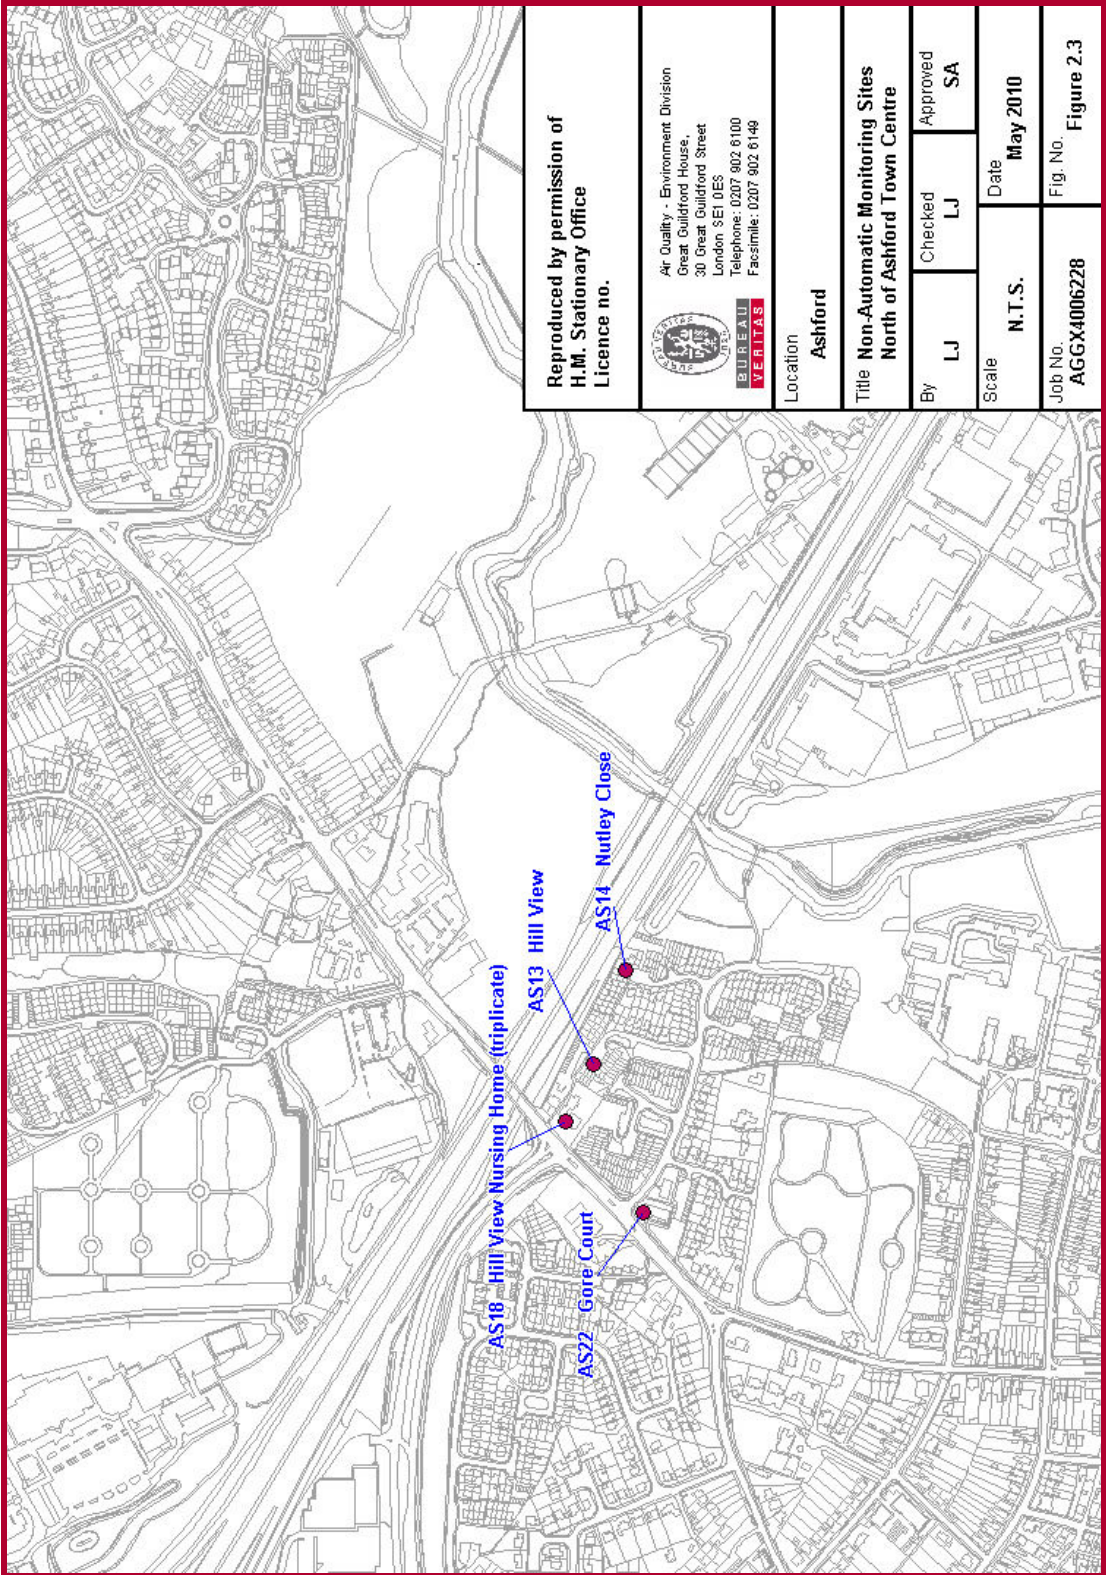 AS18 Hill View Nursing Home (triplicate)
AS13 Hill View
AS22 Gore Court
AS14 Nutley Close
Reproduced by permission of
H.M. Stationary Office
Licence no.
BUREAU
VERITAS
Air Quality - Environment Division
Great Guildford House,
30 Great Guildford Street
London SE1 0ES
Telephone: 0207 902 6100
Facsimile: 0207 902 6149
Location
Ashford
Title Non-Automatic Monitoring Sites
North of Ashford Town Centre
By LJ
Checked LJ
Approved SA
Scale N.T.S.
Date May 2010
Job No. AGGX4006228
Fig. No. Figure 2.3